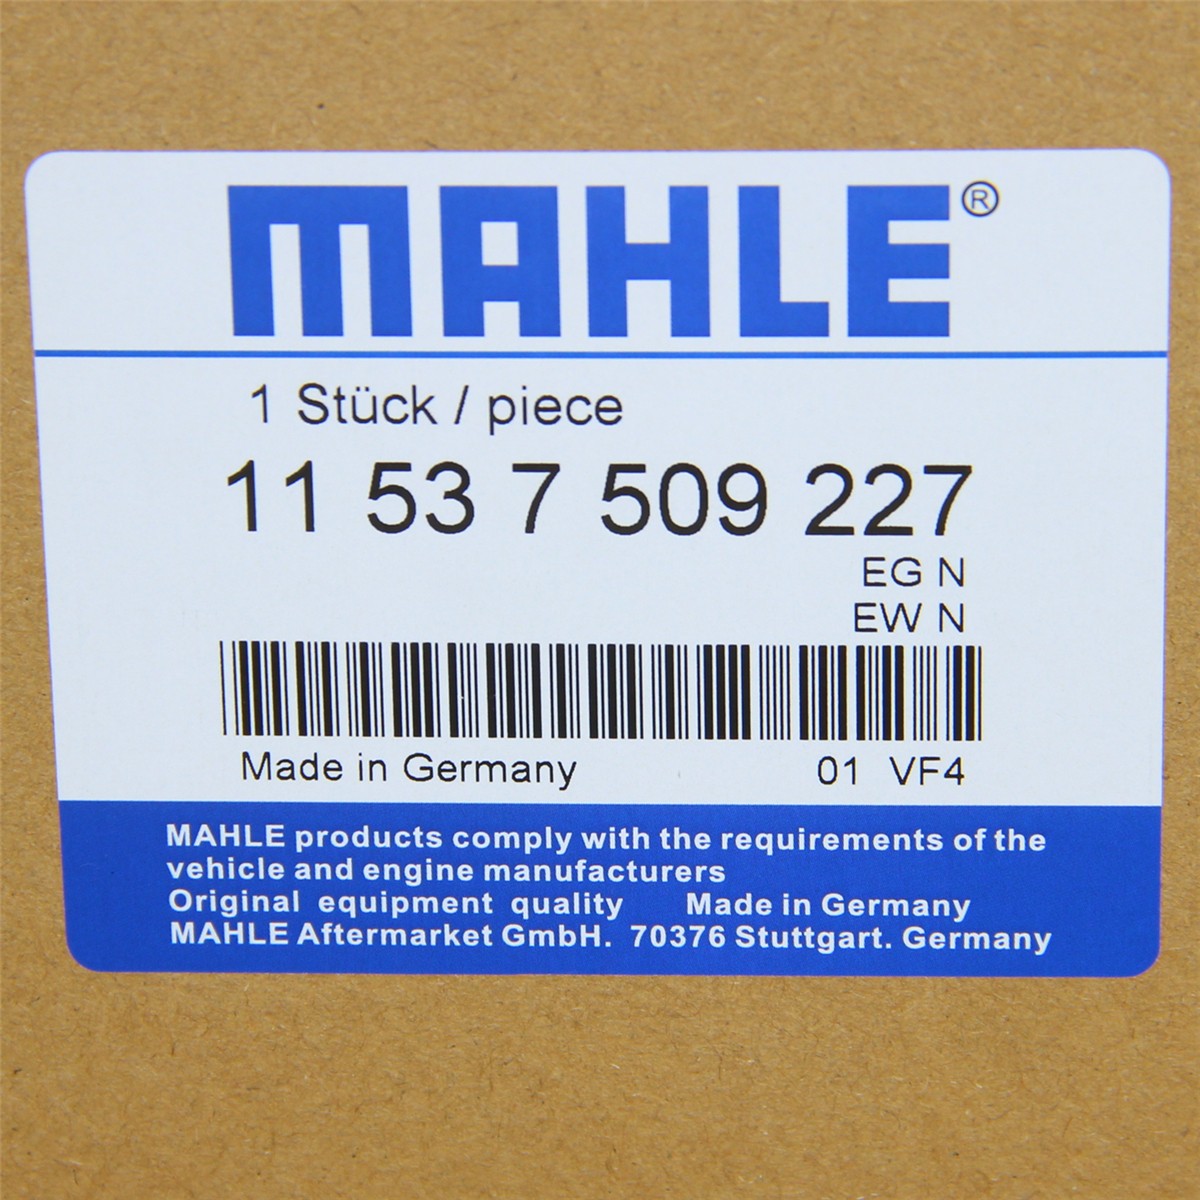 MAHLE®
1 Stück / piece
11 53 7 509 227
EG N
EW N
Made in Germany 01 VF4
MAHLE products comply with the requirements of the
vehicle and engine manufacturers
Original equipment quality Made in Germany
MAHLE Aftermarket GmbH. 70376 Stuttgart. Germany